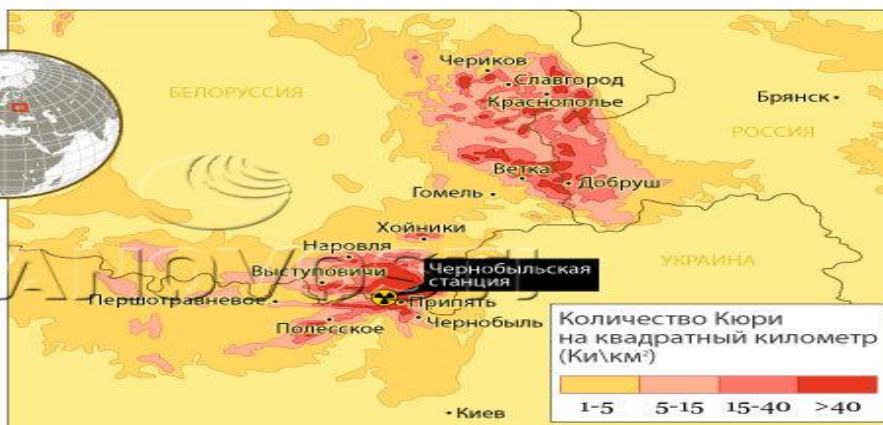 Чериков
Славгород
Краснополье
БЕЛОРУССИЯ
Брянск
РОССИЯ
Ветка
Добруш
Гомель
Хойники
Наровля
Выступовичи
Чернобыльская
станция
УКРАИНА
ANOVOSTI
Першотравневое
Припять
Полесское
Чернобыль
Киев
Количество Кюри
на квадратный километр
(Ки\км²)
1-5 5-15 15-40 >40